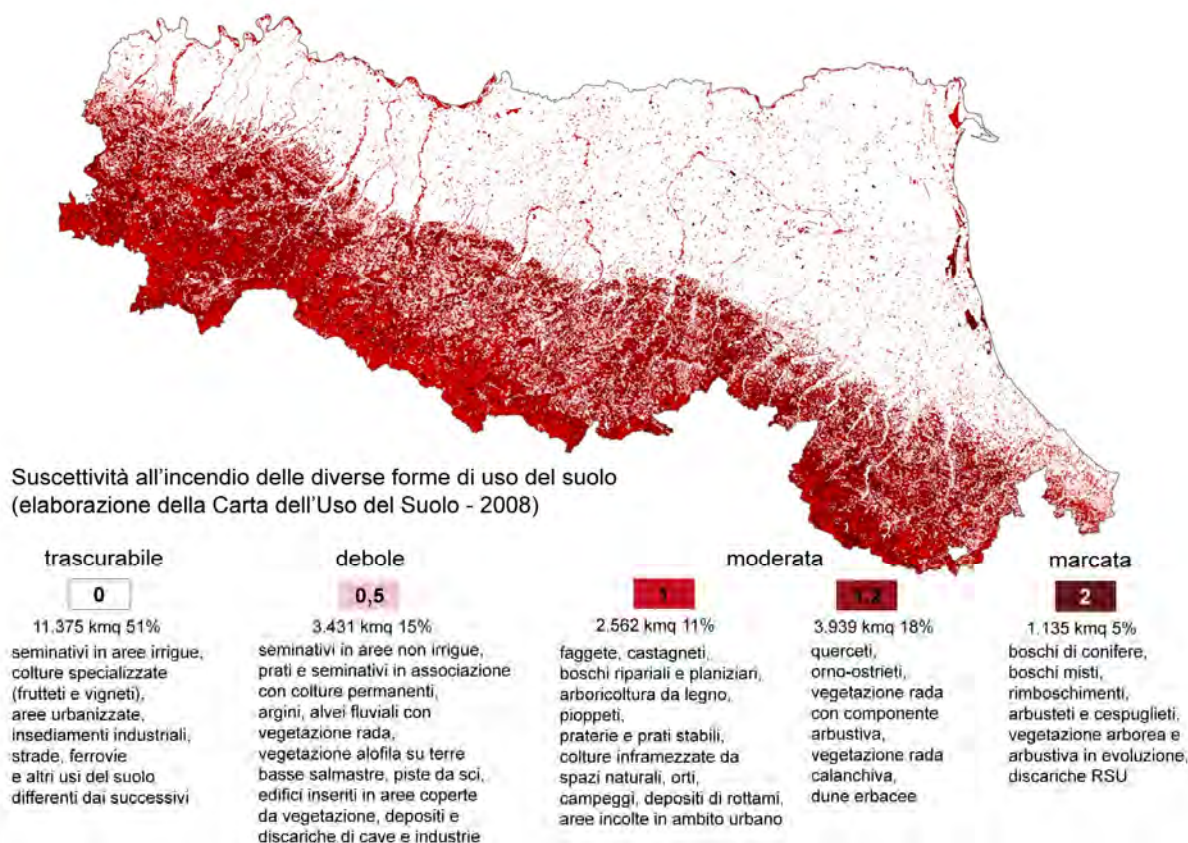 Suscettività all'incendio delle diverse forme di uso del suolo
(elaborazione della Carta dell'Uso del Suolo - 2008)
trascurabile
0
11.375 kmq 51%
seminativi in aree irrigue,
colture specializzate
(frutteti e vigneti),
aree urbanizzate,
insediamenti industriali,
strade, ferrovie
e altri usi del suolo
differenti dai successivi
debole
0,5
3.431 kmq 15%
seminativi in aree non irrigue,
prati e seminativi in associazione
con colture permanenti,
argini, alvei fluviali con
vegetazione rada,
vegetazione alofila su terre
basse salmastre, piste da sci,
edifici inseriti in aree coperte
da vegetazione, depositi e
discariche di cave e industrie
moderata
1
2.562 kmq 11%
faggete, castagneti,
boschi ripariali e planiziari,
arboricoltura da legno,
pioppeti,
praterie e prati stabili,
colture inframezzate da
spazi naturali, orti,
campeggi, depositi di rottami,
aree incolte in ambito urbano
3.939 kmq 18%
querceti,
orno-ostrieti,
vegetazione rada
con componente
arbustiva,
vegetazione rada
calanchiva,
dune erbacee
marcata
2
1.135 kmq 5%
boschi di conifere,
boschi misti,
rimboschimenti,
arbusteti e cespuglieti,
vegetazione arborea e
arbustiva in evoluzione,
discariche RSU